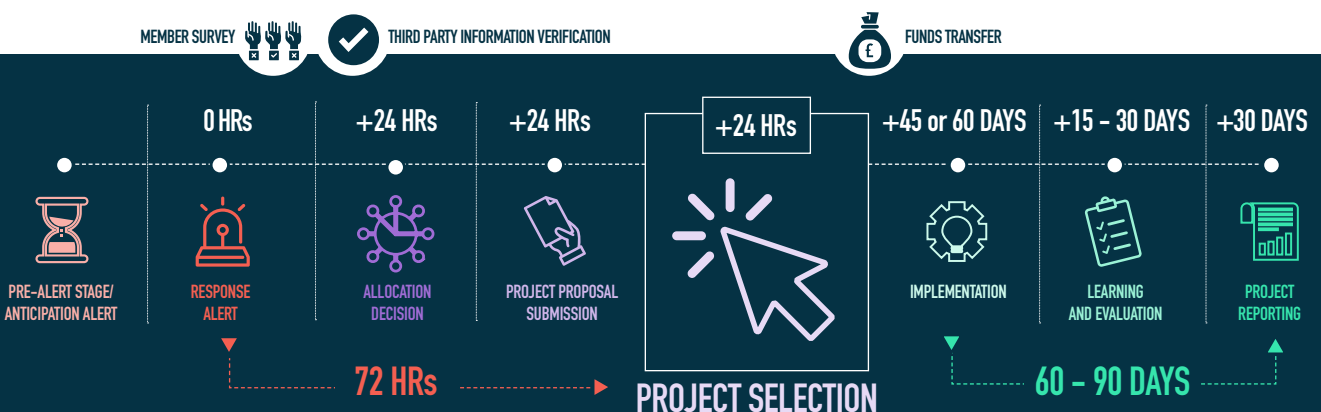 MEMBER SURVEY
THIRD PARTY INFORMATION VERIFICATION
FUNDS TRANSFER
£
0 HRs
+24 HRs
+24 HRs
+24 HRs
+45 or 60 DAYS
+15 - 30 DAYS
+30 DAYS
PRE-ALERT STAGE/
ANTICIPATION ALERT
RESPONSE
ALERT
ALLOCATION
DECISION
PROJECT PROPOSAL
SUBMISSION
IMPLEMENTATION
LEARNING
AND EVALUATION
PROJECT
REPORTING
72 HRs
PROJECT SELECTION
60 - 90 DAYS